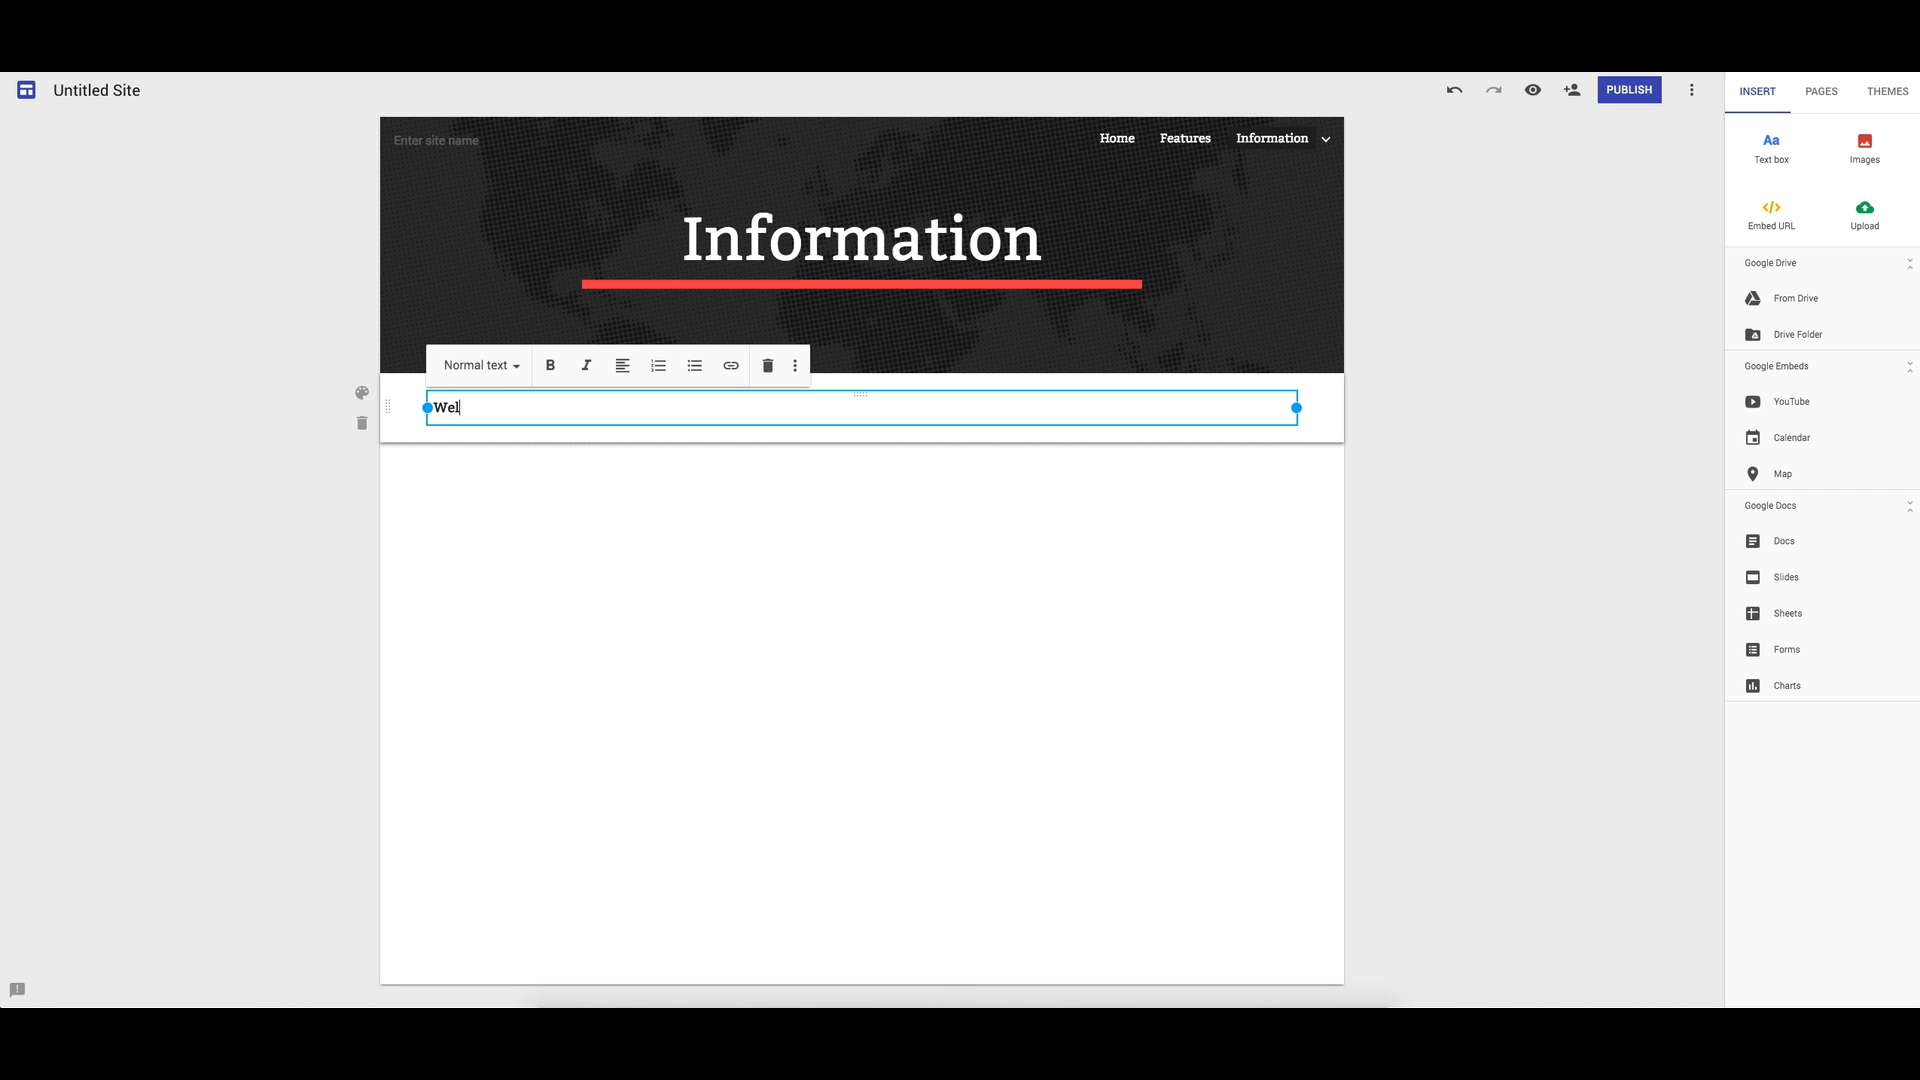 Untitled Site
PUBLISH
INSERT PAGES THEMES
Enter site name
Home Features Information
Information
Normal text B I
Wel
Aa
Text box Images
</>
Embed URL Upload
Google Drive
From Drive
Drive Folder
Google Embeds
YouTube
Calendar
Map
Google Docs
Docs
Slides
Sheets
Forms
Charts